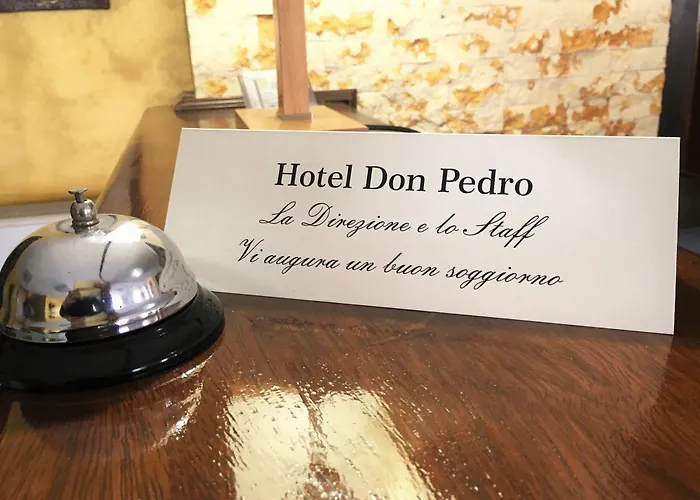 Hotel Don Pedro
La Direzione e lo Staff
Vi augura un buon soggiorno